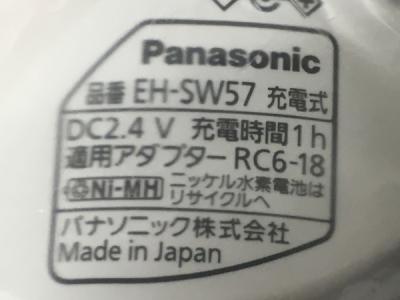 Panasonic
品番 EH-SW57 充電式
DC2.4 V 充電時間1h
適用アダプター RC6-18
Ni-MH ニッケル水素電池は
リサイクルへ
パナソニック株式会社
Made in Japan